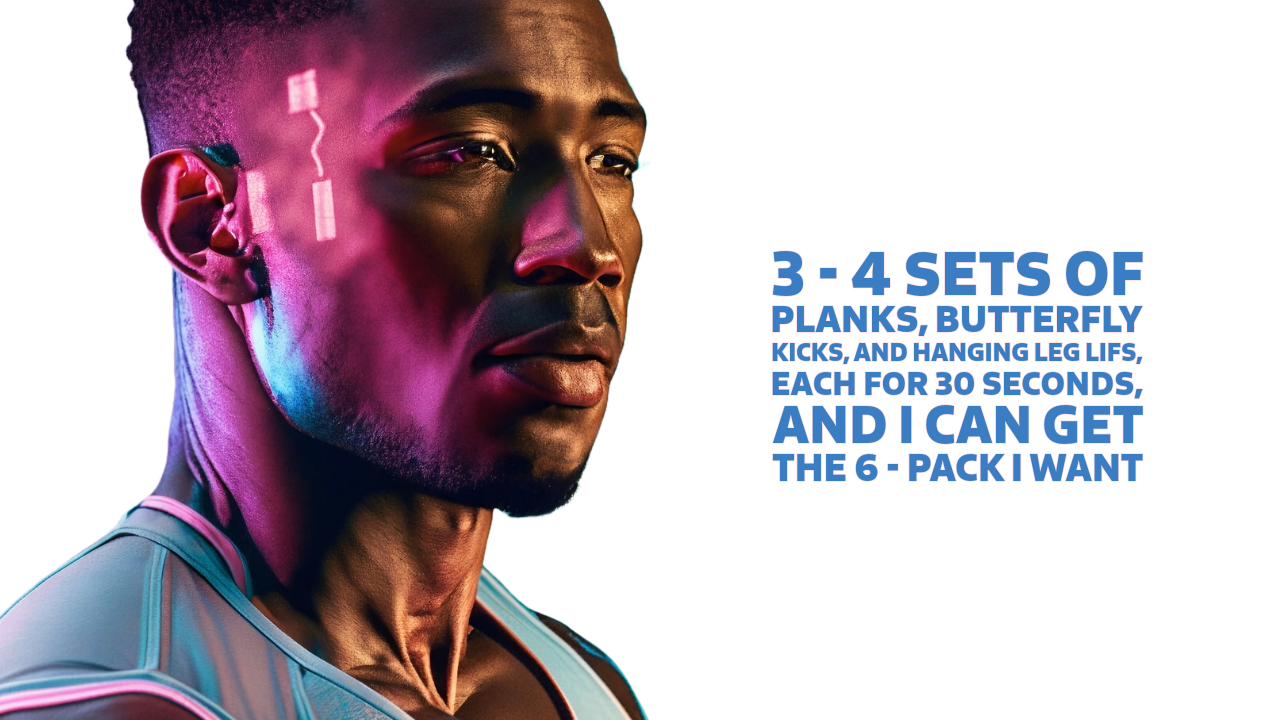 3 - 4 SETS OF
PLANKS, BUTTERFLY
KICKS, AND HANGING LEG LIFS,
EACH FOR 30 SECONDS,
AND I CAN GET
THE 6 - PACK I WANT